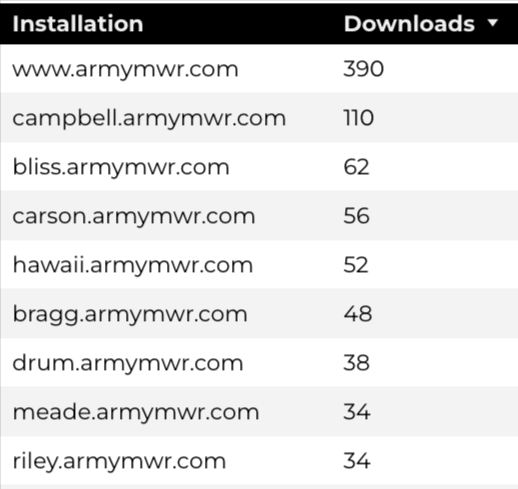 Installation Downloads ▼
www.armymwr.com 390
campbell.armymwr.com 110
bliss.armymwr.com 62
carson.armymwr.com 56
hawaii.armymwr.com 52
bragg.armymwr.com 48
drum.armymwr.com 38
meade.armymwr.com 34
riley.armymwr.com 34